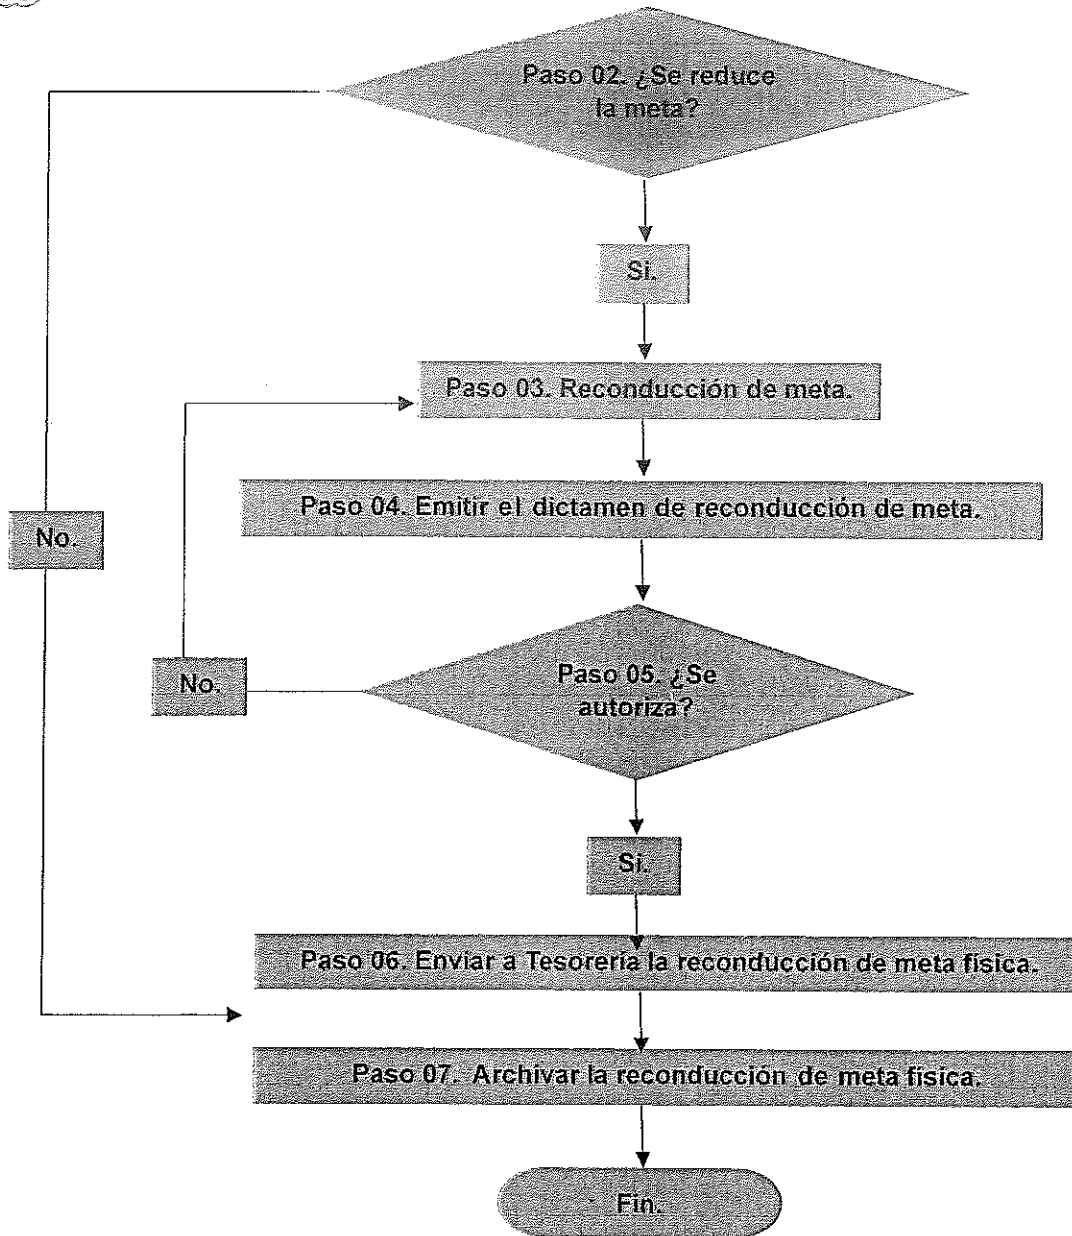 Paso 02. ¿Se reduce
la meta?
Si.
Paso 03. Reconducción de meta.
Paso 04. Emitir el dictamen de reconducción de meta.
No.
Paso 05. ¿Se
autoriza?
No.
Si.
Paso 06. Enviar a Tesorería la reconducción de meta física.
Paso 07. Archivar la reconducción de meta física.
Fin.